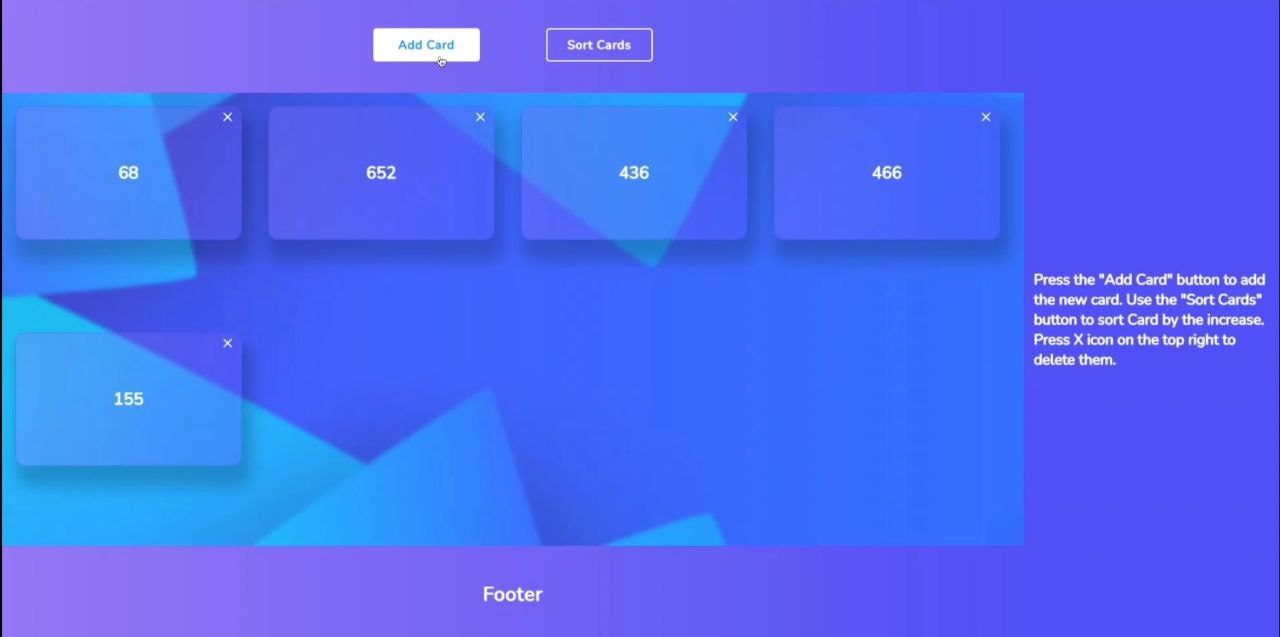 Add Card
Sort Cards
68
652
436
466
155
Press the "Add Card" button to add
the new card. Use the "Sort Cards"
button to sort Card by the increase.
Press X icon on the top right to
delete them.
Footer